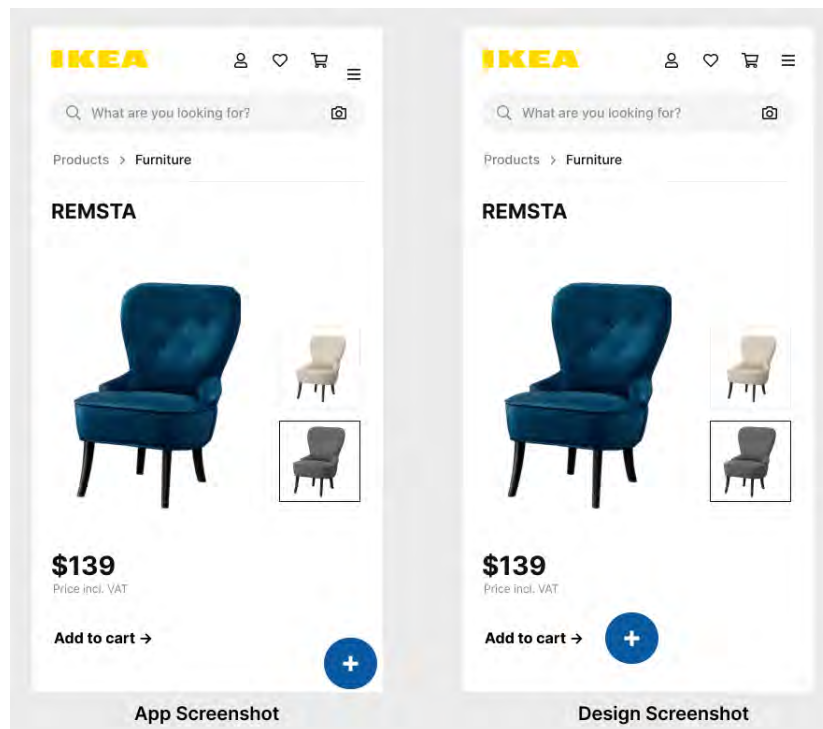 IKEA
What are you looking for?
Products > Furniture
REMSTA
$139
Price incl. VAT
Add to cart →
+
App Screenshot
IKEA
What are you looking for?
Products > Furniture
REMSTA
$139
Price incl. VAT
Add to cart →
+
Design Screenshot